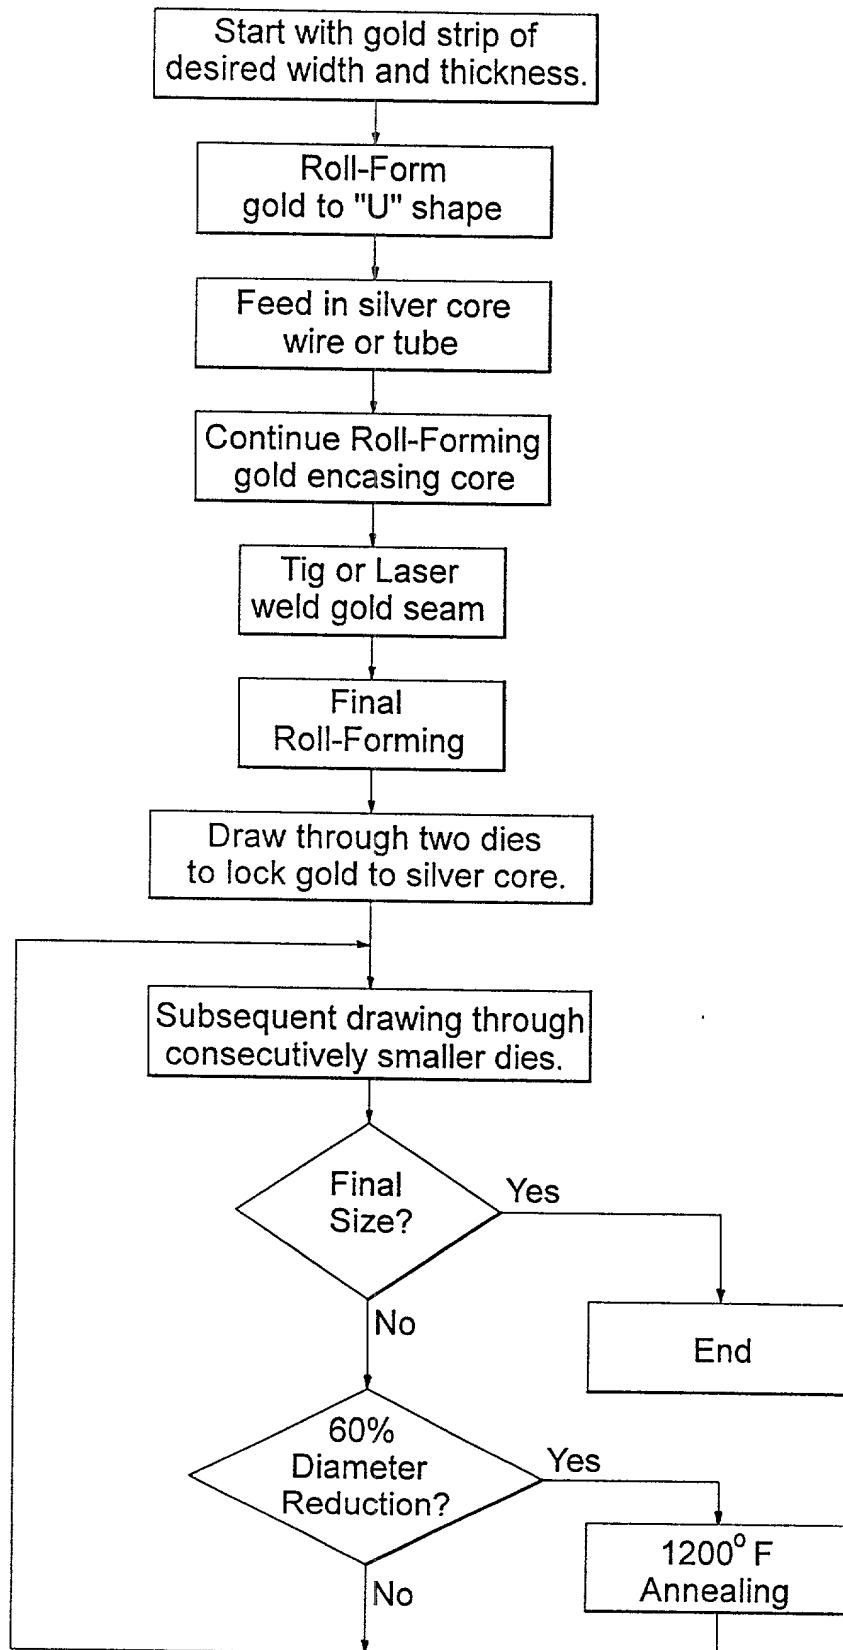 Start with gold strip of
desired width and thickness.
Roll-Form
gold to "U" shape
Feed in silver core
wire or tube
Continue Roll-Forming
gold encasing core
Tig or Laser
weld gold seam
Final
Roll-Forming
Draw through two dies
to lock gold to silver core.
Subsequent drawing through
consecutively smaller dies.
Final
Size?
Yes
No
End
60%
Diameter
Reduction?
Yes
No
1200° F
Annealing